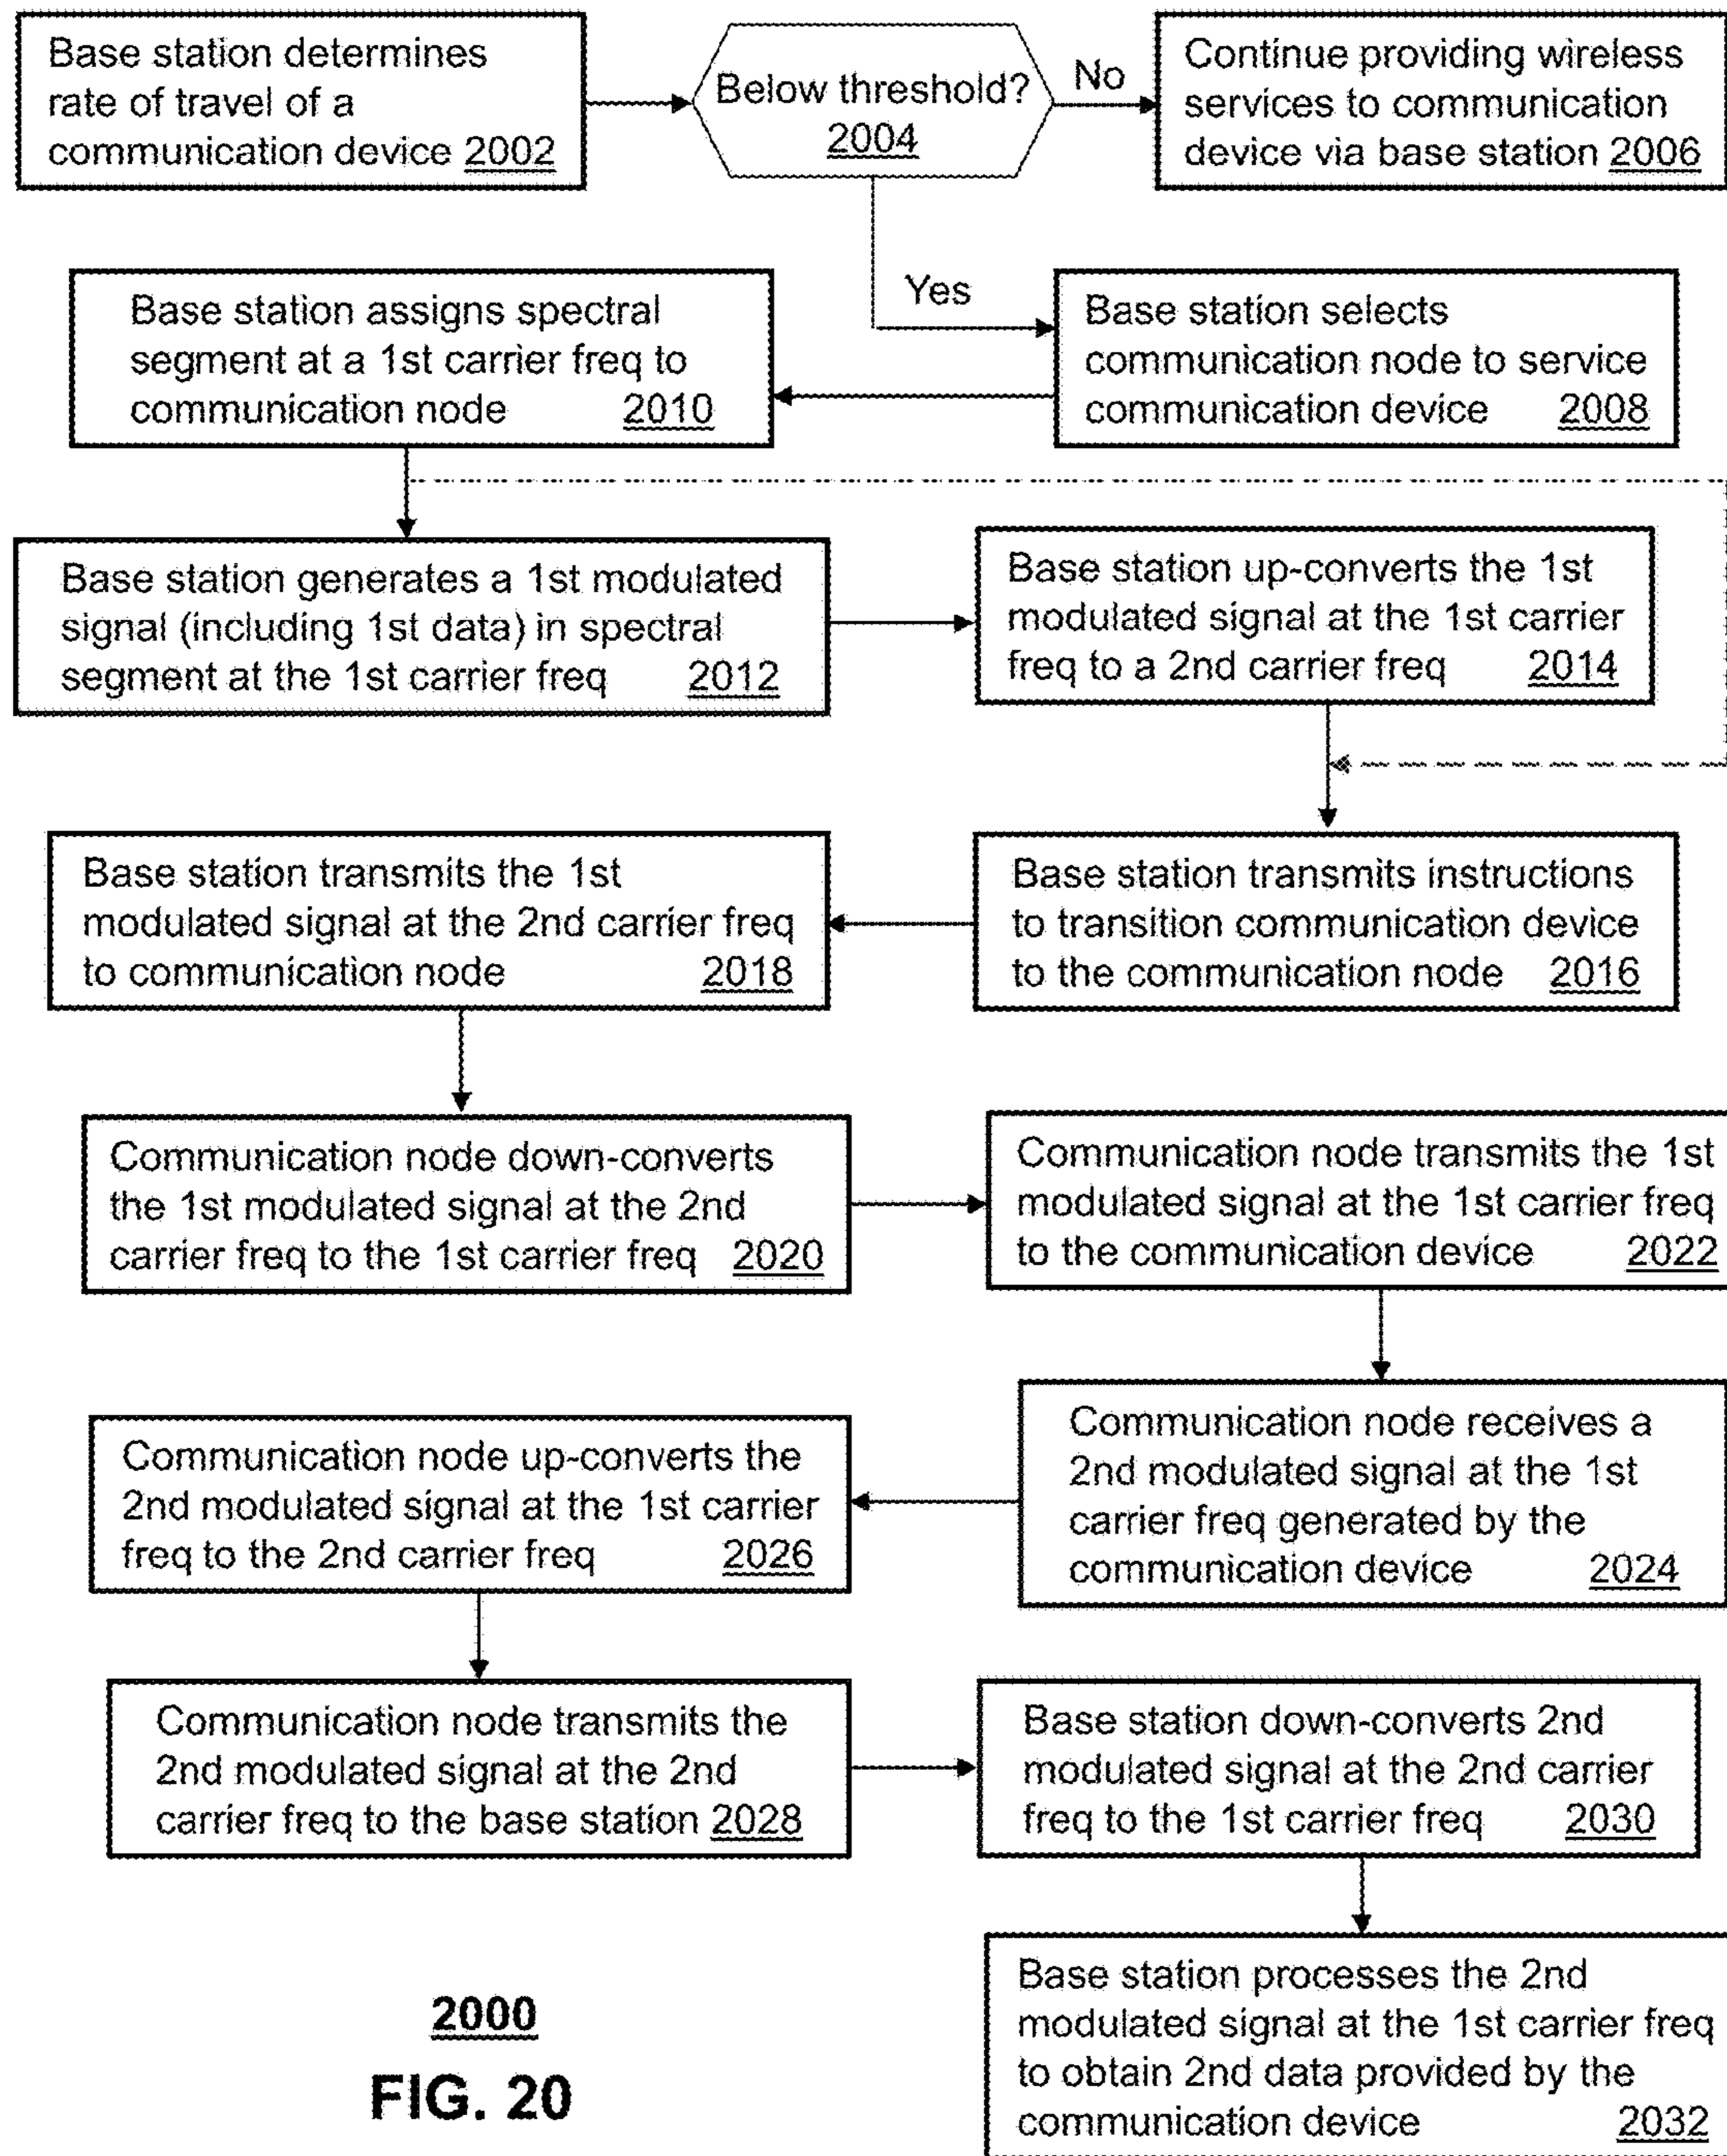 Base station determines
rate of travel of a
communication device 2002
Below threshold?
2004
No
Continue providing wireless
services to communication
device via base station 2006
Yes
Base station selects
communication node to service
communication device 2008
Base station assigns spectral
segment at a 1st carrier freq to
communication node 2010
Base station generates a 1st modulated
signal (including 1st data) in spectral
segment at the 1st carrier freq 2012
Base station up-converts the 1st
modulated signal at the 1st carrier
freq to a 2nd carrier freq 2014
Base station transmits instructions
to transition communication device
to the communication node 2016
Base station transmits the 1st
modulated signal at the 2nd carrier freq
to communication node 2018
Communication node down-converts
the 1st modulated signal at the 2nd
carrier freq to the 1st carrier freq 2020
Communication node transmits the 1st
modulated signal at the 1st carrier freq
to the communication device 2022
Communication node receives a
2nd modulated signal at the 1st
carrier freq generated by the
communication device 2024
Communication node up-converts the
2nd modulated signal at the 1st carrier
freq to the 2nd carrier freq 2026
Communication node transmits the
2nd modulated signal at the 2nd
carrier freq to the base station 2028
Base station down-converts 2nd
modulated signal at the 2nd carrier
freq to the 1st carrier freq 2030
Base station processes the 2nd
modulated signal at the 1st carrier freq
to obtain 2nd data provided by the
communication device 2032
2000
FIG. 20